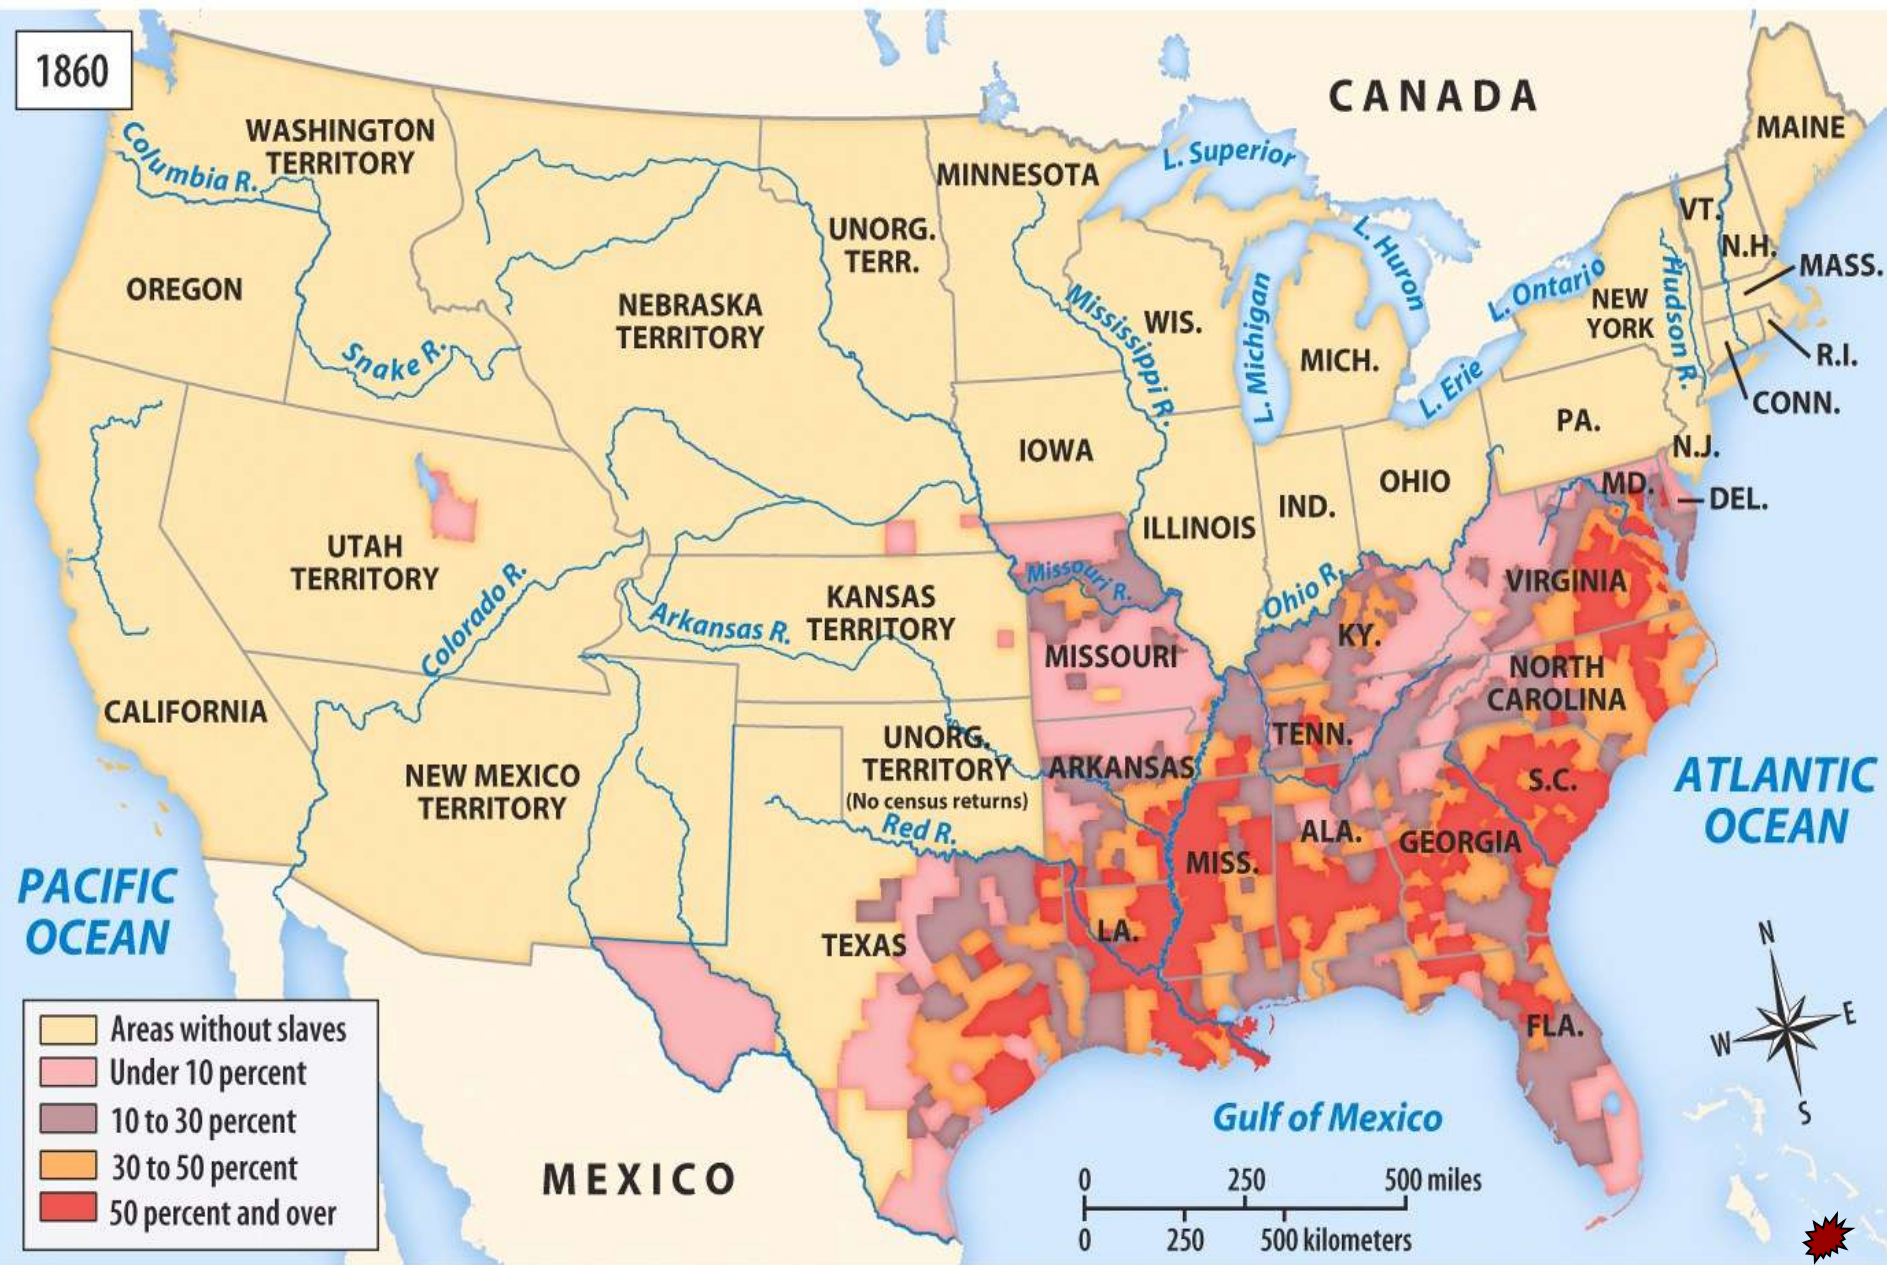 1860
CANADA
WASHINGTON
TERRITORY
Columbia R.
OREGON
Snake R.
NEBRASKA
TERRITORY
UNORG.
TERR.
MINNESOTA
L. Superior
MAINE
VT.
N.H.
MASS.
L. Huron
L. Ontario
NEW
YORK
Hudson R.
R.I.
CONN.
WIS.
L. Michigan
MICH.
L. Erie
Mississippi R.
IOWA
PA.
N.J.
OHIO
MD.
DEL.
IND.
ILLINOIS
UTAH
TERRITORY
Colorado R.
KANSAS
TERRITORY
Arkansas R.
Missouri R.
MISSOURI
Ohio R.
KY.
VIRGINIA
NORTH
CAROLINA
CALIFORNIA
NEW MEXICO
TERRITORY
UNORG.
TERRITORY
(No census returns)
Red R.
ARKANSAS
TENN.
S.C.
ATLANTIC
OCEAN
MISS.
ALA.
GEORGIA
PACIFIC
OCEAN
TEXAS
LA.
FLA.
N
E
W
S
Areas without slaves
Under 10 percent
10 to 30 percent
30 to 50 percent
50 percent and over
MEXICO
Gulf of Mexico
0 250 500 miles
0 250 500 kilometers